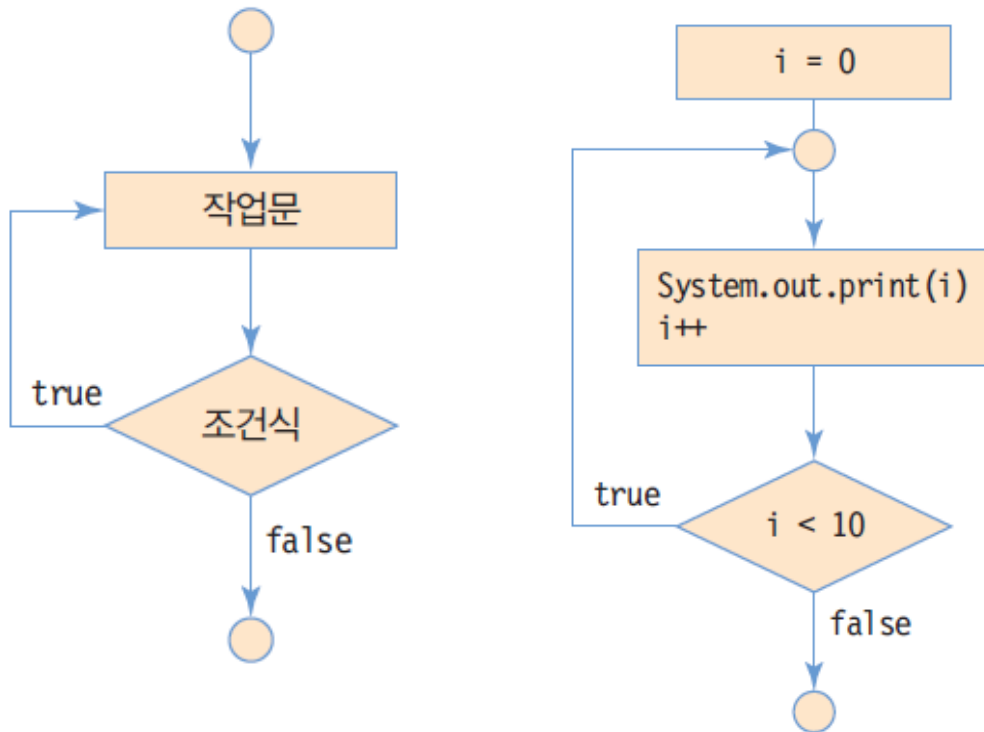 작업문
true
조건식
false
i = 0
System.out.print(i)
i++
true
i < 10
false